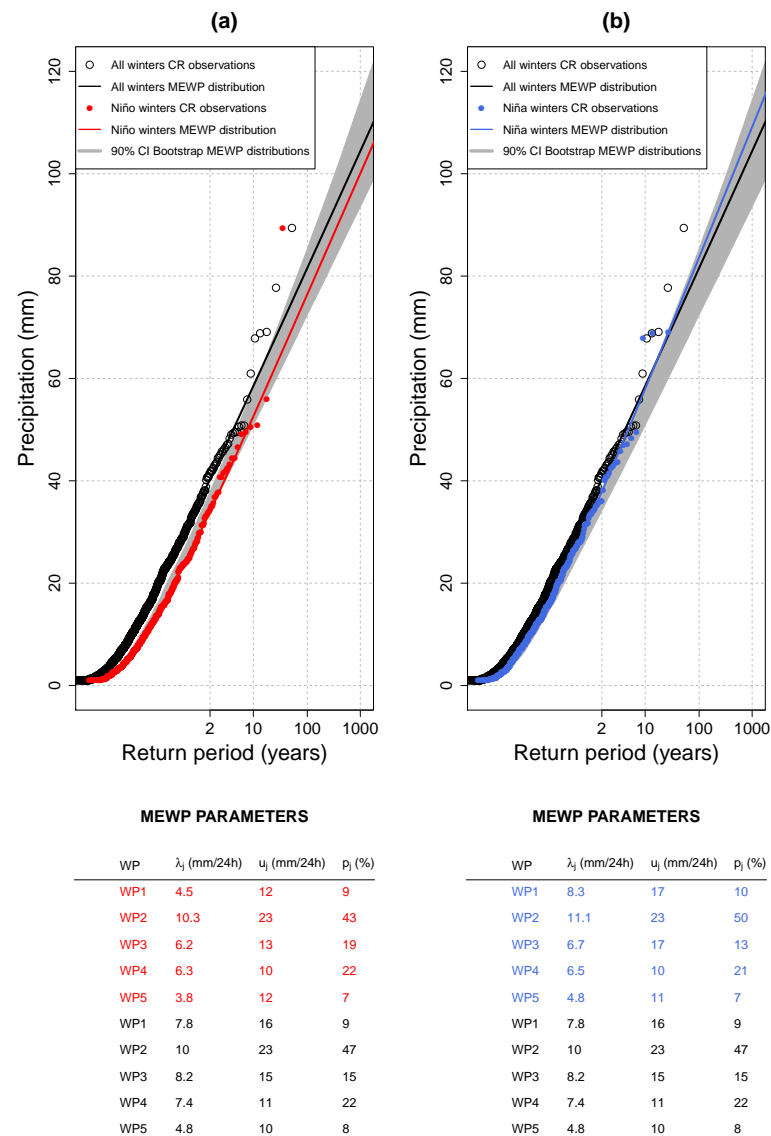 (a)
All winters CR observations
All winters MEWP distribution
Niño winters CR observations
Niño winters MEWP distribution
90% CI Bootstrap MEWP distributions
Precipitation (mm)
120
100
80
60
40
20
0
2 10 100 1000
Return period (years)
MEWP PARAMETERS
WP λj (mm/24h) uj (mm/24h) pj (%)
WP1 4.5 12 9
WP2 10.3 23 43
WP3 6.2 13 19
WP4 6.3 10 22
WP5 3.8 12 7
WP1 7.8 16 9
WP2 10 23 47
WP3 8.2 15 15
WP4 7.4 11 22
WP5 4.8 10 8
(b)
All winters CR observations
All winters MEWP distribution
Niña winters CR observations
Niña winters MEWP distribution
90% CI Bootstrap MEWP distributions
Precipitation (mm)
120
100
80
60
40
20
0
2 10 100 1000
Return period (years)
MEWP PARAMETERS
WP λj (mm/24h) uj (mm/24h) pj (%)
WP1 8.3 17 10
WP2 11.1 23 50
WP3 6.7 17 13
WP4 6.5 10 21
WP5 4.8 11 7
WP1 7.8 16 9
WP2 10 23 47
WP3 8.2 15 15
WP4 7.4 11 22
WP5 4.8 10 8